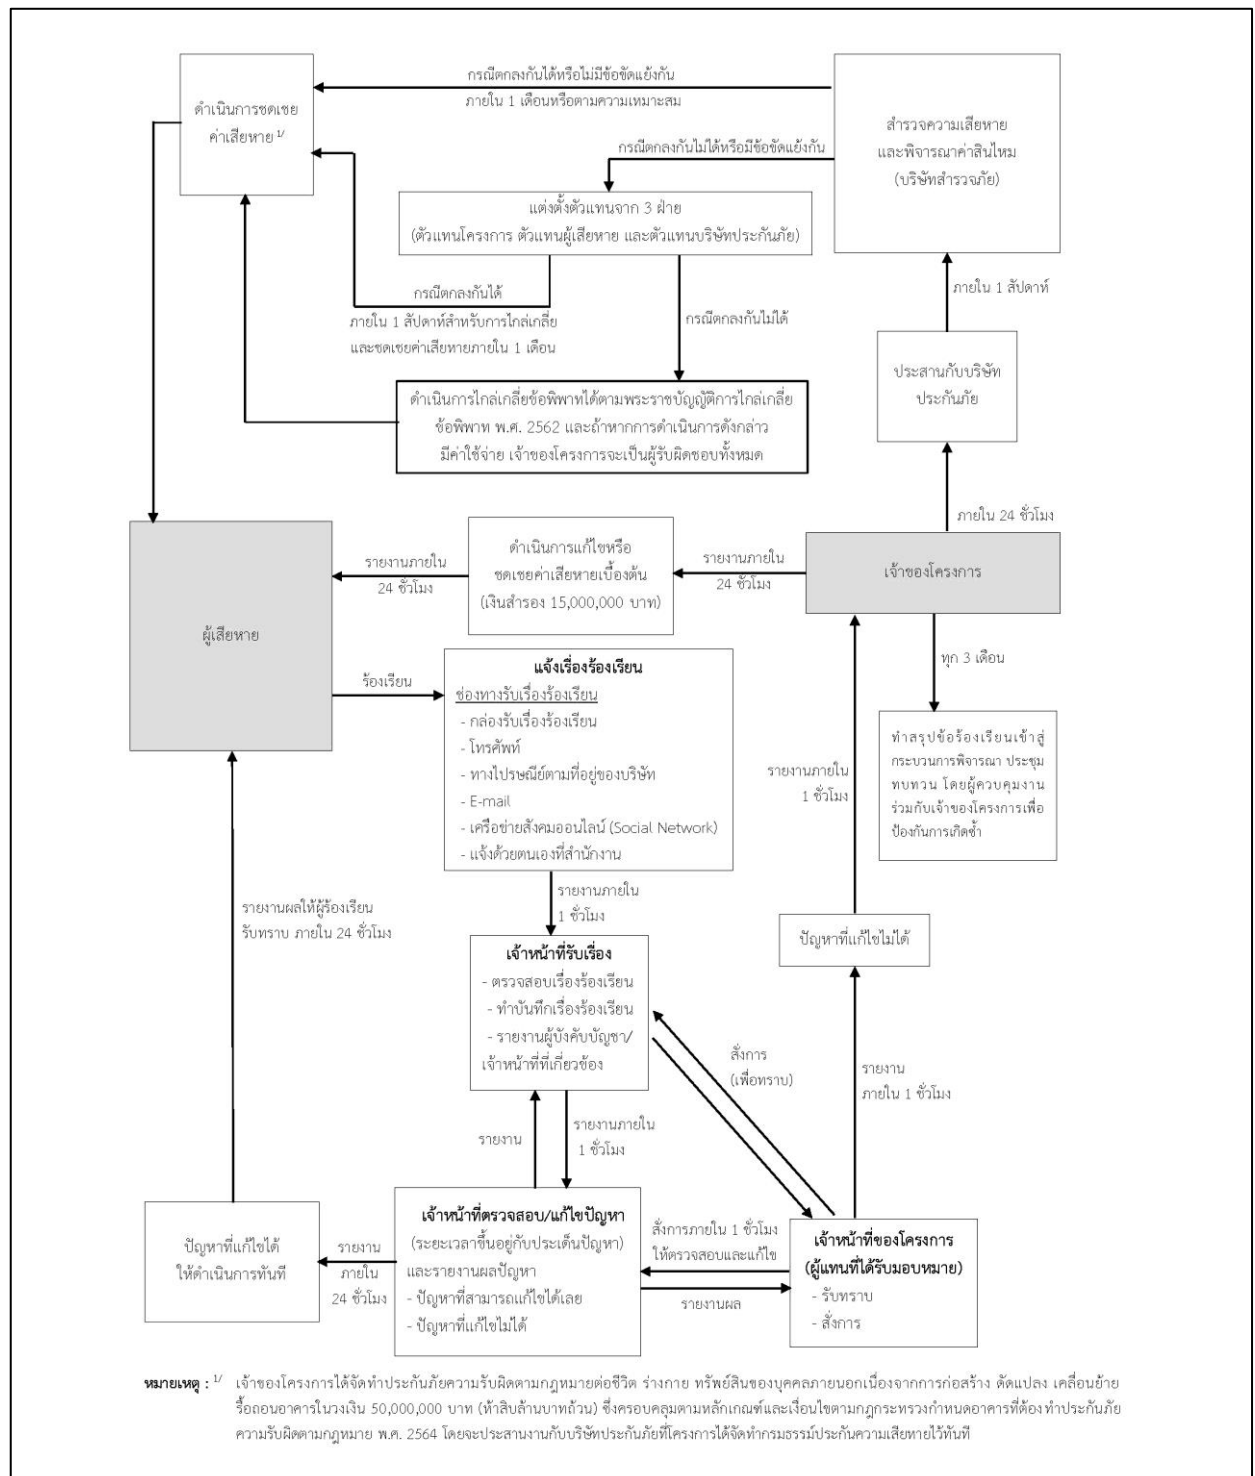 กรณีตกลงกันได้หรือไม่มีข้อขัดแย้งกัน
ภายใน 1 เดือนหรือตามความเหมาะสม
ดำเนินการชดเชย
ค่าเสียหาย 1/
สำรวจความเสียหาย
และพิจารณาค่าสินไหม
(บริษัทสำรวจภัย)
กรณีตกลงกันไม่ได้หรือมีข้อขัดแย้งกัน
แต่งตั้งตัวแทนจาก 3 ฝ่าย
(ตัวแทนโครงการ ตัวแทนผู้เสียหาย และตัวแทนบริษัทประกันภัย)
ภายใน 1 สัปดาห์
กรณีตกลงกันได้
ภายใน 1 สัปดาห์สำหรับการไกล่เกลี่ย
และชดเชยค่าเสียหายภายใน 1 เดือน
กรณีตกลงกันไม่ได้
ประสานกับบริษัท
ประกันภัย
ดำเนินการไกล่เกลี่ยข้อพิพาทได้ตามพระราชบัญญัติการไกล่เกลี่ย
ข้อพิพาท พ.ศ. 2562 และถ้าหากการดำเนินการดังกล่าว
มีค่าใช้จ่าย เจ้าของโครงการจะเป็นผู้รับผิดชอบทั้งหมด
ภายใน 24 ชั่วโมง
ผู้เสียหาย
รายงานภายใน
24 ชั่วโมง
ดำเนินการแก้ไขหรือ
ชดเชยค่าเสียหายเบื้องต้น
(เงินสำรอง 15,000,000 บาท)
รายงานภายใน
24 ชั่วโมง
เจ้าของโครงการ
ทุก 3 เดือน
ร้องเรียน
แจ้งเรื่องร้องเรียน
ช่องทางรับเรื่องร้องเรียน
- กล่องรับเรื่องร้องเรียน
- โทรศัพท์
- ทางไปรษณีย์ตามที่อยู่ของบริษัท
- E-mail
- เครือข่ายสังคมออนไลน์ (Social Network)
- แจ้งด้วยตนเองที่สำนักงาน
รายงานภายใน
1 ชั่วโมง
ทำสรุปข้อร้องเรียนเข้าสู่
กระบวนการพิจารณา ประชุม
ทบทวน โดยผู้ควบคุมงาน
ร่วมกับเจ้าของโครงการเพื่อ
ป้องกันการเกิดซ้ำ
รายงานภายใน
1 ชั่วโมง
รายงานผลให้ผู้ร้องเรียน
รับทราบ ภายใน 24 ชั่วโมง
ปัญหาที่แก้ไขไม่ได้
เจ้าหน้าที่รับเรื่อง
- ตรวจสอบเรื่องร้องเรียน
- ทำบันทึกเรื่องร้องเรียน
- รายงานผู้บังคับบัญชา/
เจ้าหน้าที่ที่เกี่ยวข้อง
สั่งการ
(เพื่อทราบ)
รายงาน
ภายใน 1 ชั่วโมง
รายงาน
รายงานภายใน
1 ชั่วโมง
ปัญหาที่แก้ไขได้
ให้ดำเนินการทันที
รายงาน
ภายใน
24 ชั่วโมง
เจ้าหน้าที่ตรวจสอบ/แก้ไขปัญหา
(ระยะเวลาขึ้นอยู่กับประเด็นปัญหา)
และรายงานผลปัญหา
- ปัญหาที่สามารถแก้ไขได้เลย
- ปัญหาที่แก้ไขไม่ได้
สั่งการภายใน 1 ชั่วโมง
ให้ตรวจสอบและแก้ไข
รายงานผล
เจ้าหน้าที่ของโครงการ
(ผู้แทนที่ได้รับมอบหมาย)
- รับทราบ
- สั่งการ
หมายเหตุ : 1/ เจ้าของโครงการได้จัดทำประกันภัยความรับผิดตามกฎหมายต่อชีวิต ร่างกาย ทรัพย์สินของบุคคลภายนอกเนื่องจากการก่อสร้าง ดัดแปลง เคลื่อนย้าย
รื้อถอนอาคารในวงเงิน 50,000,000 บาท (ห้าสิบล้านบาทถ้วน) ซึ่งครอบคลุมตามหลักเกณฑ์และเงื่อนไขตามกฎกระทรวงกำหนดอาคารที่ต้องทำประกันภัย
ความรับผิดตามกฎหมาย พ.ศ. 2564 โดยจะประสานงานกับบริษัทประกันภัยที่โครงการได้จัดทำกรมธรรม์ประกันความเสียหายไว้ทันที